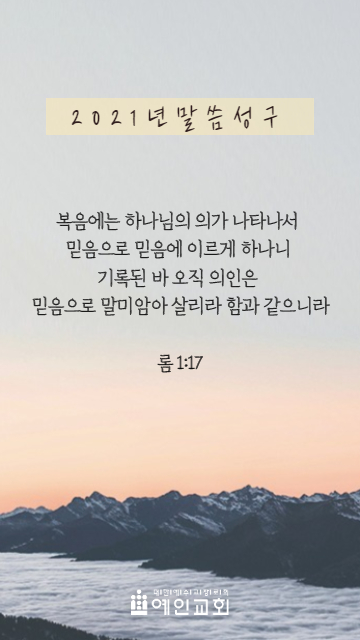 2021년말씀성구
복음에는 하나님의 의가 나타나서
믿음으로 믿음에 이르게 하나니
기록된 바 오직 의인은
믿음으로 말미암아 살리라 함과 같으니라
롬 1:17
예인교회